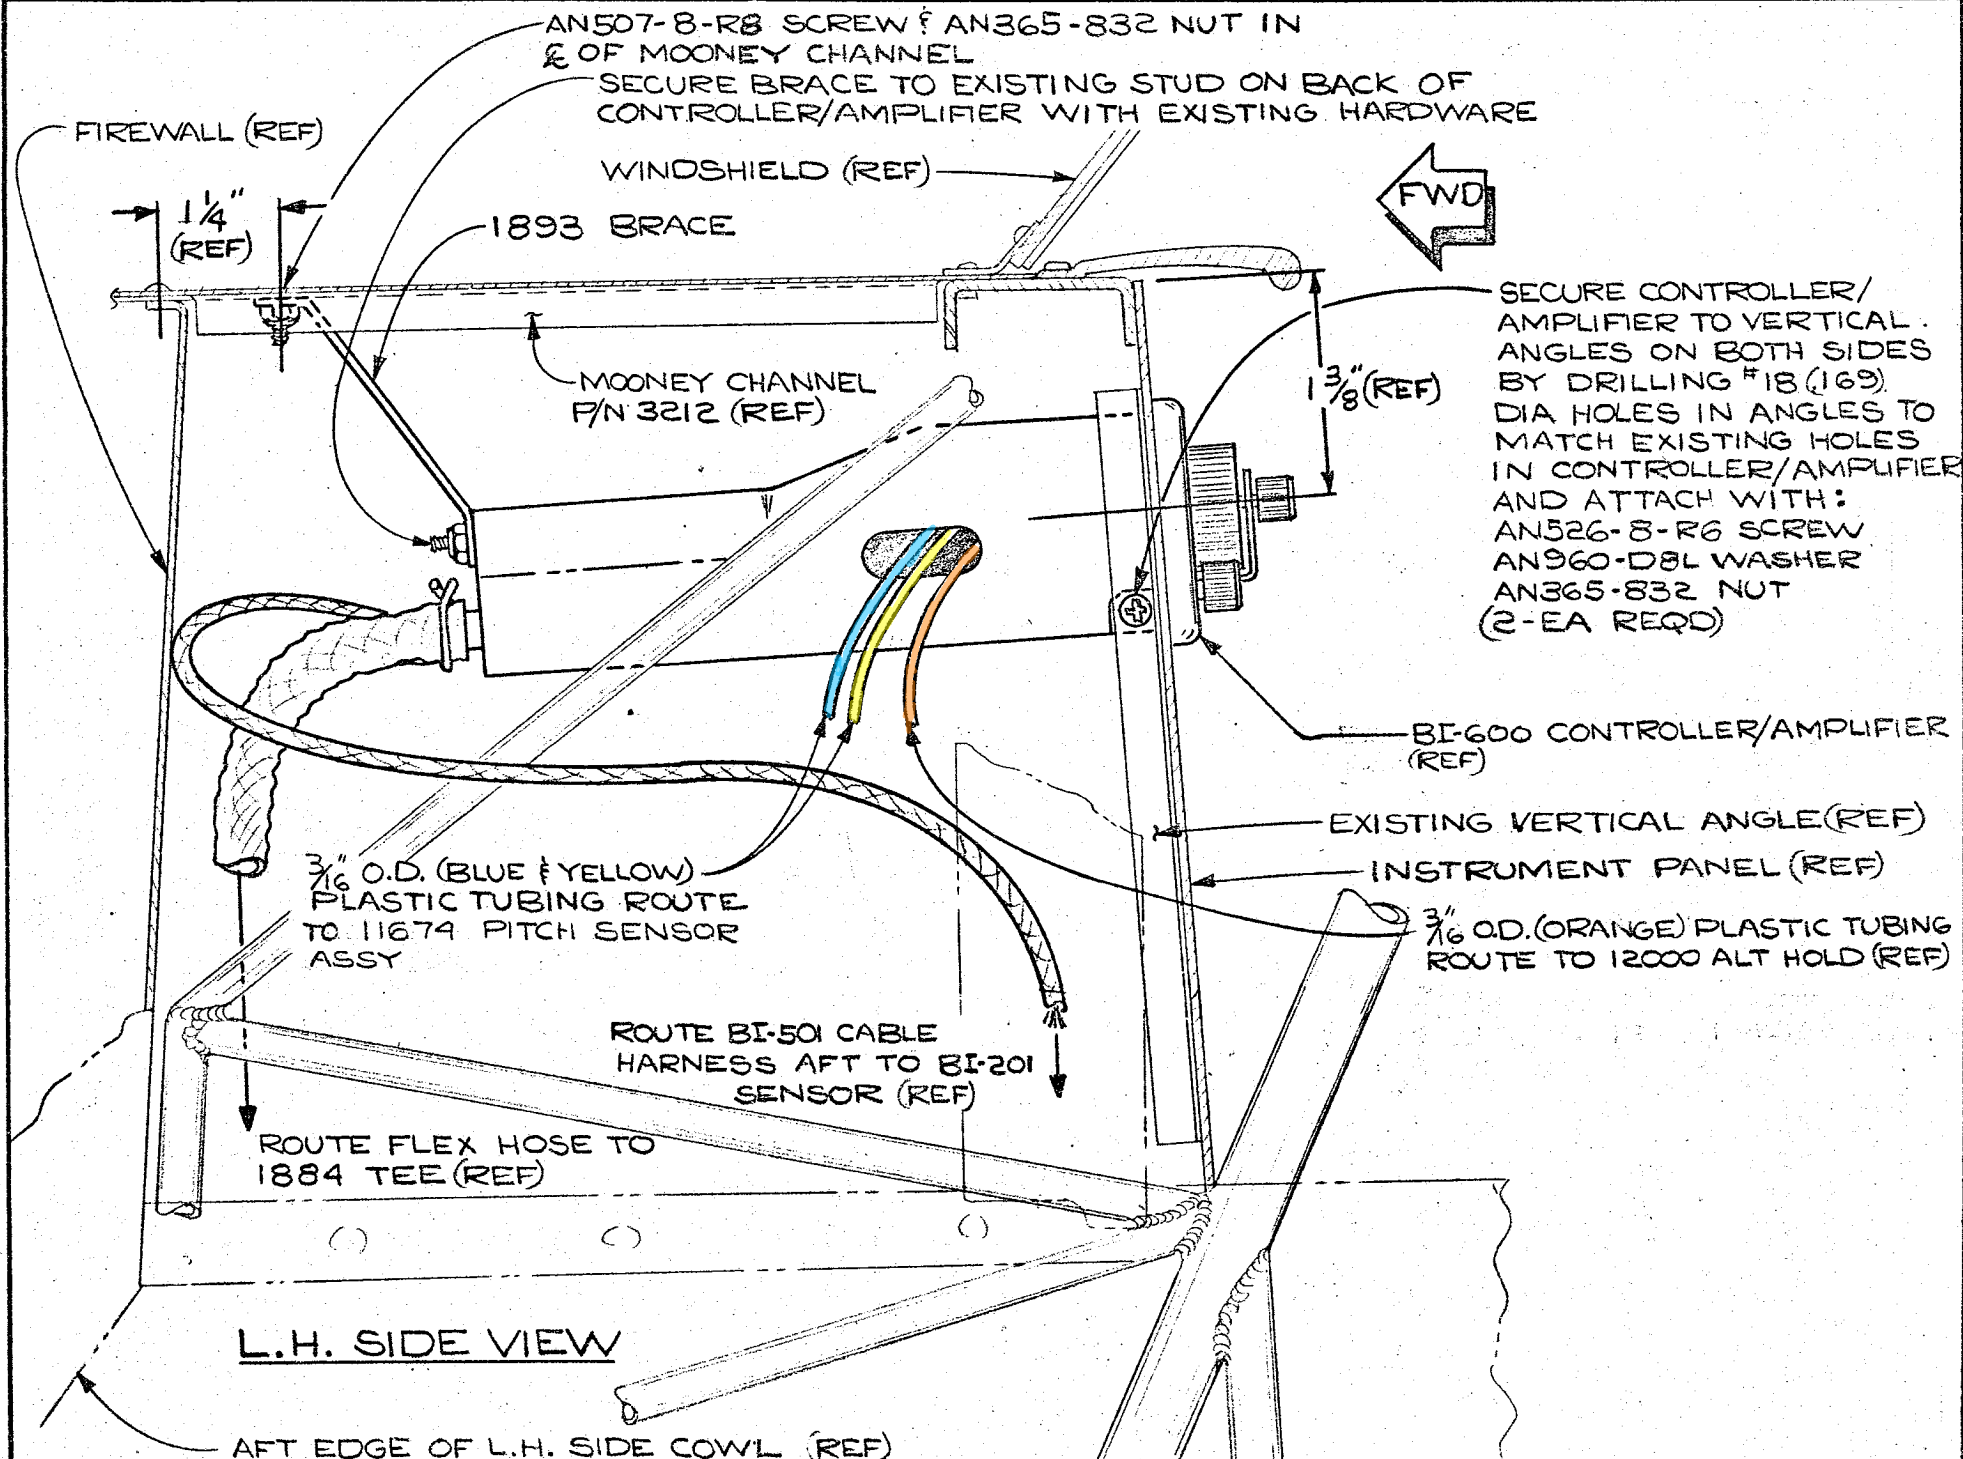 AN507-8-R8 SCREW & AN365-832 NUT IN
℄ OF MOONEY CHANNEL
SECURE BRACE TO EXISTING STUD ON BACK OF
CONTROLLER/AMPLIFIER WITH EXISTING HARDWARE
FIREWALL (REF)
WINDSHIELD (REF)
FWD
1 1/4"
(REF)
1893 BRACE
SECURE CONTROLLER/
AMPLIFIER TO VERTICAL
ANGLES ON BOTH SIDES
BY DRILLING #18 (.169)
DIA HOLES IN ANGLES TO
MATCH EXISTING HOLES
IN CONTROLLER/AMPLIFIER
AND ATTACH WITH:
AN526-8-R6 SCREW
AN960-D8L WASHER
AN365-832 NUT
(2-EA REQD)
1 3/8" (REF)
MOONEY CHANNEL
P/N 3212 (REF)
BI-600 CONTROLLER/AMPLIFIER
(REF)
EXISTING VERTICAL ANGLE (REF)
INSTRUMENT PANEL (REF)
3/16" O.D. (BLUE & YELLOW)
PLASTIC TUBING ROUTE
TO 11674 PITCH SENSOR
ASSY
3/16" O.D. (ORANGE) PLASTIC TUBING
ROUTE TO 12000 ALT HOLD (REF)
ROUTE BI-501 CABLE
HARNESS AFT TO BI-201
SENSOR (REF)
ROUTE FLEX HOSE TO
1884 TEE (REF)
L.H. SIDE VIEW
AFT EDGE OF L.H. SIDE COWL (REF)